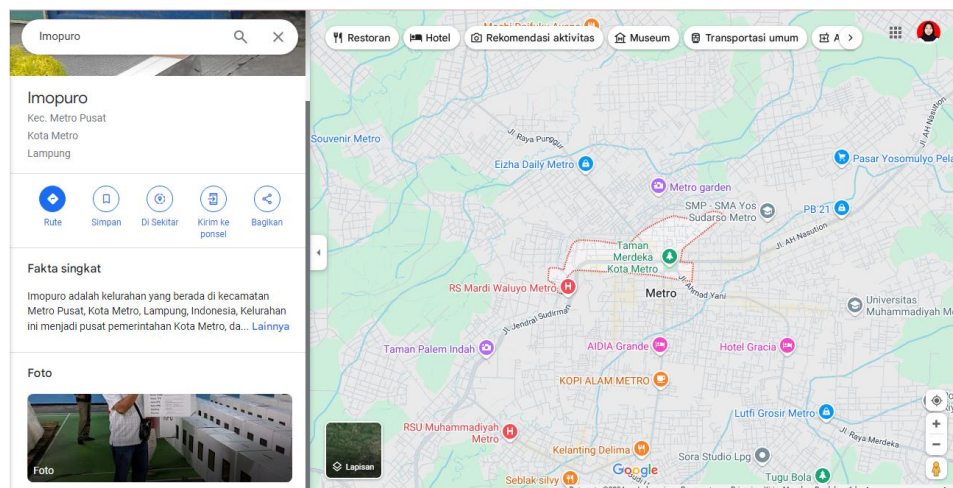 Imopuro
Imopuro
Kec. Metro Pusat
Kota Metro
Lampung
Rute
Simpan
Di Sekitar
Kirim ke
ponsel
Bagikan
Fakta singkat
Imopuro adalah kelurahan yang berada di kecamatan
Metro Pusat, Kota Metro, Lampung, Indonesia, Kelurahan
ini menjadi pusat pemerintahan Kota Metro, da... Lainnya
Foto
Foto
Restoran
Hotel
Rekomendasi aktivitas
Museum
Transportasi umum
Jl. Raya Punggur
Jl. AH Nasution
Souvenir Metro
Eizha Daily Metro
Pasar Yosomulyo Pela
Metro garden
SMP - SMA Yos
Sudarso Metro
PB 21
Jl. AH Nasution
Taman
Merdeka
Kota Metro
RS Mardi Waluyo Metro
Metro
Jl. Ahmad Yani
Universitas
Muhammadiyah M
Jl. Jendral Sudirman
Taman Palem Indah
AIDIA Grande
Hotel Gracia
KOPI ALAM METRO
Lutfi Grosir Metro
RSU Muhammadiyah
Metro
Jl. Raya Merdeka
Kelanting Delima
Sora Studio Lpg
Lapisan
Google
Seblak silvy
Tugu Bola